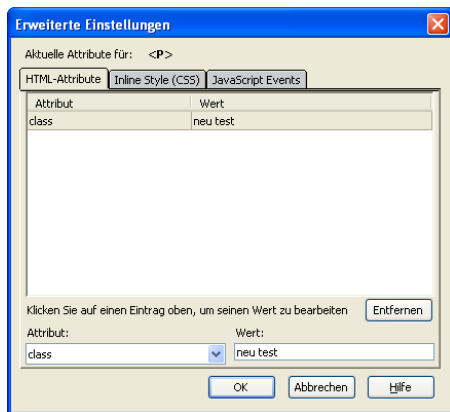 Erweiterte Einstellungen
Aktuelle Attribute für: <P>
HTML-Attribute Inline Style (CSS) JavaScript Events
Attribut Wert
class neu test
Klicken Sie auf einen Eintrag oben, um seinen Wert zu bearbeiten Entfernen
Attribut: Wert:
class neu test
OK Abbrechen Hilfe